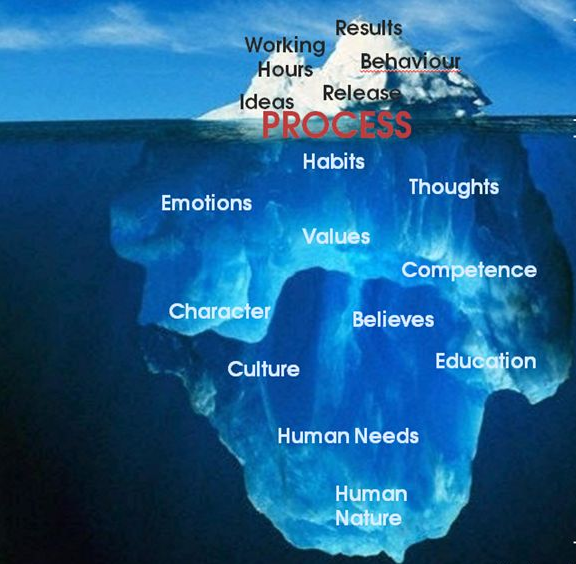 Results
Working
Hours
Behaviour
Release
Ideas
PROCESS
Habits
Thoughts
Emotions
Values
Competence
Character
Believes
Education
Culture
Human Needs
Human
Nature